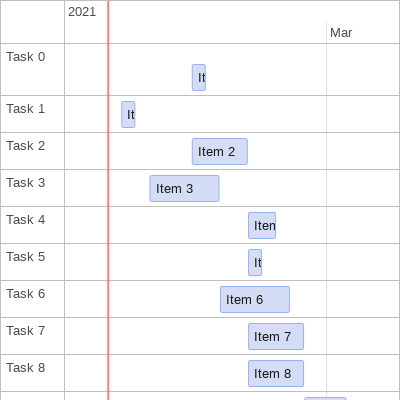 2021
Mar
Task 0
It
Task 1
It
Task 2
Item 2
Task 3
Item 3
Task 4
Item
Task 5
It
Task 6
Item 6
Task 7
Item 7
Task 8
Item 8